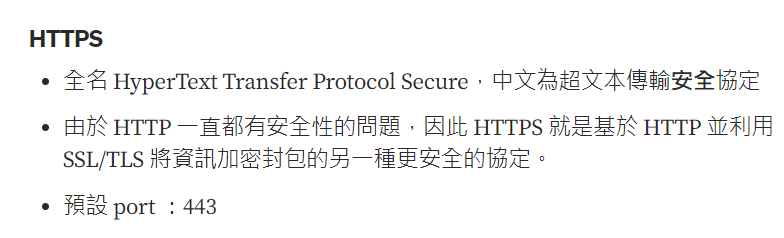 HTTPS
• 全名 HyperText Transfer Protocol Secure，中文為超文本傳輸安全協定
• 由於 HTTP 一直都有安全性的問題，因此 HTTPS 就是基於 HTTP 並利用
SSL/TLS 將資訊加密封包的另一種更安全的協定。
• 預設 port ：443